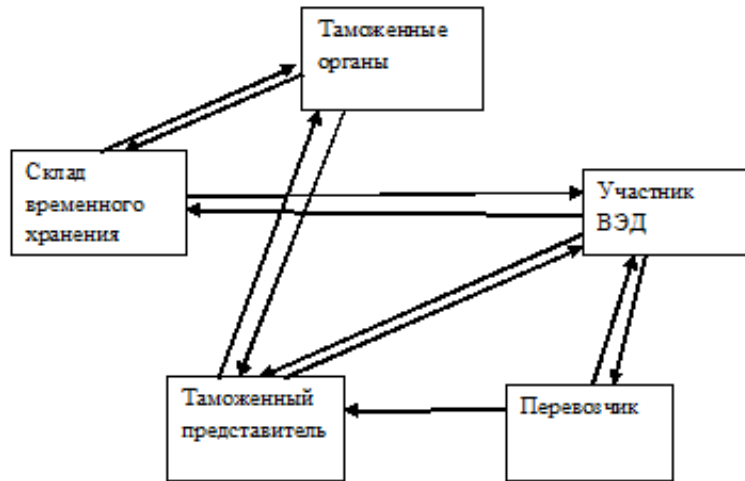 Таможенные
органы
Склад
временного
хранения
Участник
ВЭД
Таможенный
представитель
Перевозчик